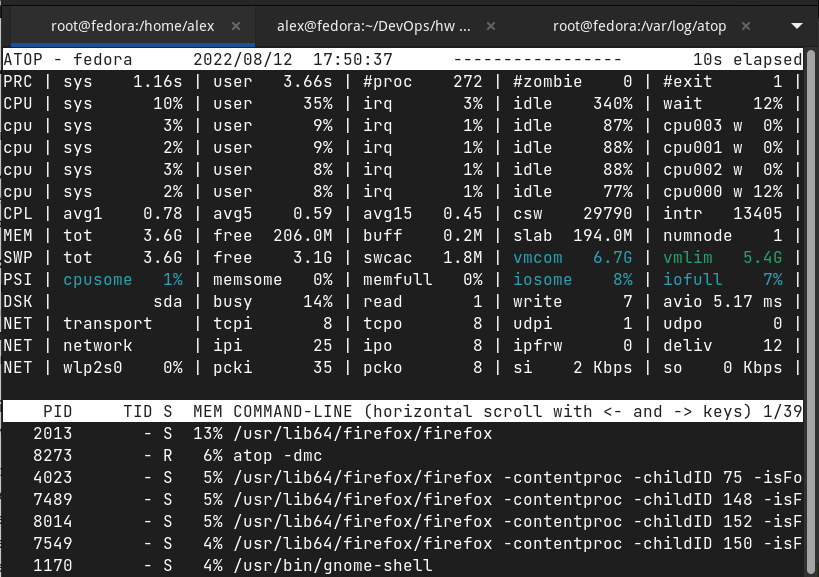 root@fedora:/home/alex × alex@fedora:~/DevOps/hw ... × root@fedora:/var/log/atop ×
ATOP - fedora 2022/08/12 17:50:37 ----------------- 10s elapsed
PRC | sys 1.16s | user 3.66s | #proc 272 | #zombie 0 | #exit 1 |
CPU | sys 10% | user 35% | irq 3% | idle 340% | wait 12% |
cpu | sys 3% | user 9% | irq 1% | idle 87% | cpu003 w 0% |
cpu | sys 2% | user 9% | irq 1% | idle 88% | cpu001 w 0% |
cpu | sys 3% | user 8% | irq 1% | idle 88% | cpu002 w 0% |
cpu | sys 2% | user 8% | irq 1% | idle 77% | cpu000 w 12% |
CPL | avg1 0.78 | avg5 0.59 | avg15 0.45 | csw 29790 | intr 13405 |
MEM | tot 3.6G | free 206.0M | buff 0.2M | slab 194.0M | numnode 1 |
SWP | tot 3.6G | free 3.1G | swcac 1.8M | vmcom 6.7G | vmlim 5.4G |
PSI | cpusome 1% | memsome 0% | memfull 0% | iosome 8% | iofull 7% |
DSK | sda | busy 14% | read 1 | write 7 | avio 5.17 ms |
NET | transport | tcpi 8 | tcpo 8 | udpi 1 | udpo 0 |
NET | network | ipi 25 | ipo 8 | ipfrw 0 | deliv 12 |
NET | wlp2s0 0% | pcki 35 | pcko 8 | si 2 Kbps | so 0 Kbps |
PID TID S MEM COMMAND-LINE (horizontal scroll with <- and -> keys) 1/39
2013 - S 13% /usr/lib64/firefox/firefox
8273 - R 6% atop -dmc
4023 - S 5% /usr/lib64/firefox/firefox -contentproc -childID 75 -isFo
7489 - S 5% /usr/lib64/firefox/firefox -contentproc -childID 148 -isF
8014 - S 5% /usr/lib64/firefox/firefox -contentproc -childID 152 -isF
7549 - S 4% /usr/lib64/firefox/firefox -contentproc -childID 150 -isF
1170 - S 4% /usr/bin/gnome-shell